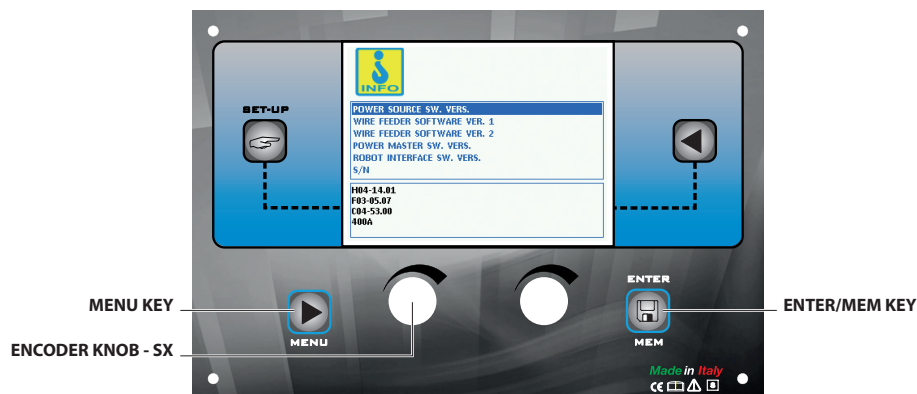 INFO
SET-UP
POWER SOURCE SW. VERS.
WIRE FEEDER SOFTWARE VER. 1
WIRE FEEDER SOFTWARE VER. 2
POWER MASTER SW. VERS.
ROBOT INTERFACE SW. VERS.
S/N
H04-14.01
F03-05.07
C04-53.00
400A
ENTER
MENU KEY
ENTER/MEM KEY
MENU
MEM
ENCODER KNOB - SX
Made in Italy
CE